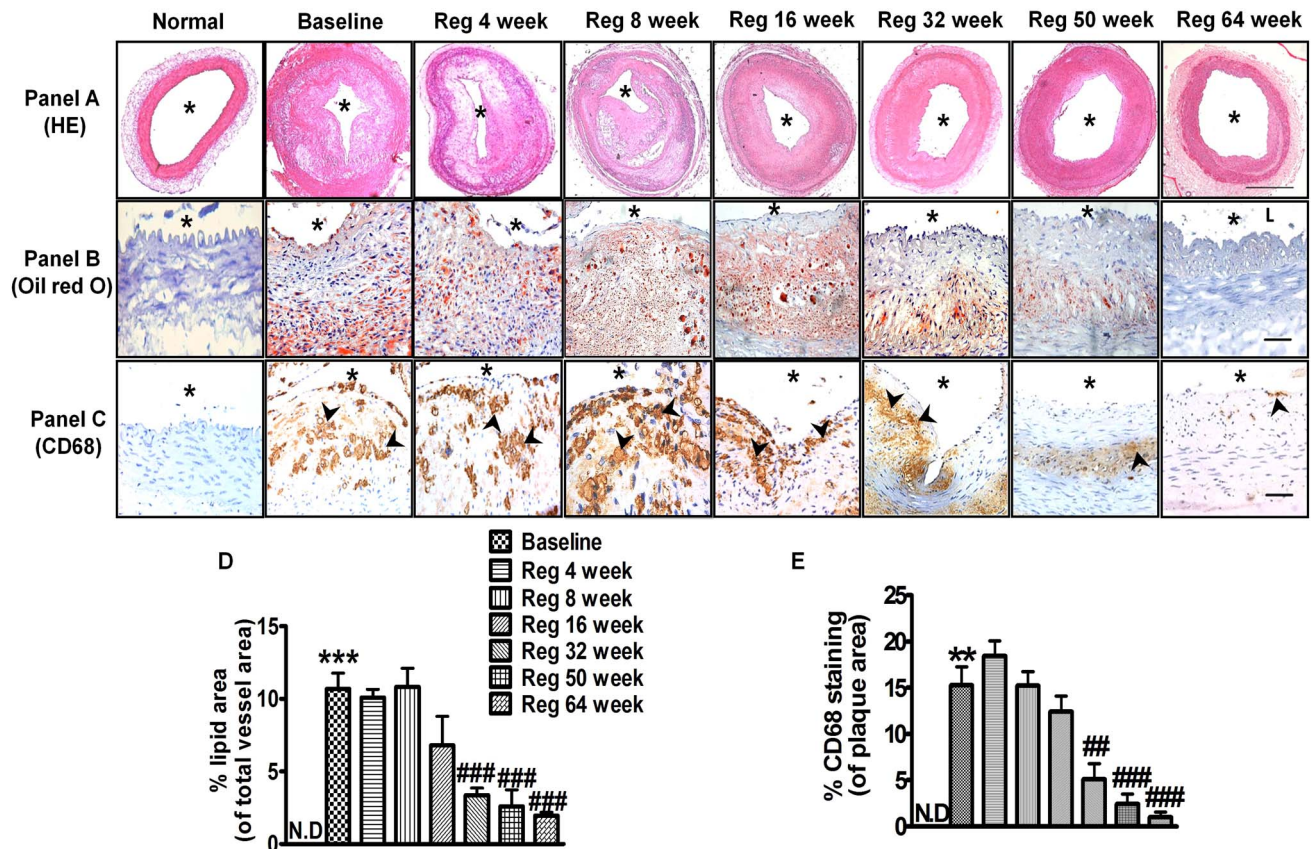 Normal Baseline Reg 4 week Reg 8 week Reg 16 week Reg 32 week Reg 50 week Reg 64 week
Panel A
(HE)
* * * * * * * *
Panel B
(Oil red O)
* * * * * * * * L
Panel C
(CD68)
* * * * * * * *
D
Baseline
Reg 4 week
Reg 8 week
Reg 16 week
Reg 32 week
Reg 50 week
Reg 64 week
% lipid area
(of total vessel area)
15
10
5
0
N.D
***
###
###
###
E
% CD68 staining
(of plaque area)
25
20
15
10
5
0
N.D
**
##
###
###